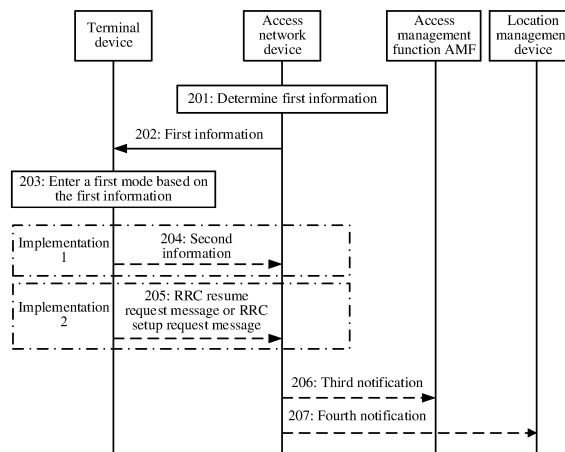 Terminal
device
Access
network
device
Access
management
function AMF
Location
management
device
201: Determine first information
202: First information
203: Enter a first mode based on
the first information
Implementation
1
204: Second
information
Implementation
2
205: RRC resume
request message or RRC
setup request message
206: Third notification
207: Fourth notification